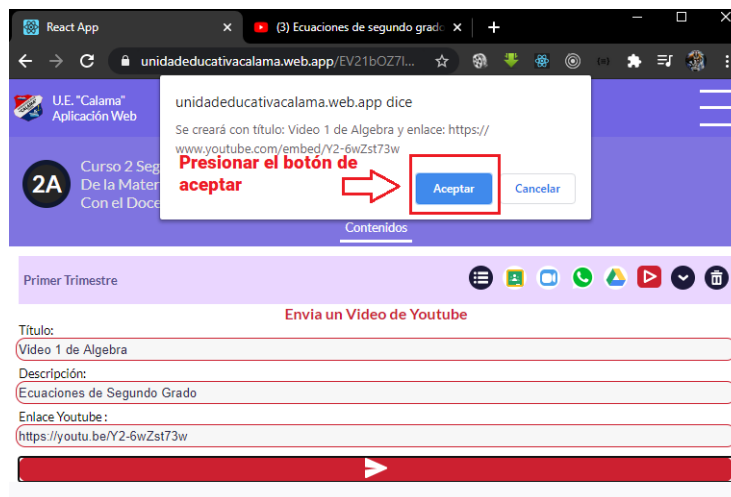 React App
(3) Ecuaciones de segundo grado
unidadeducativacalama.web.app/EV21bOZ7l...
U.E. "Calama"
Aplicación Web
unidadeducativacalama.web.app dice
Se creará con título: Video 1 de Algebra y enlace: https://
www.youtube.com/embed/Y2-6wZst73w
Presionar el botón de
aceptar
Aceptar
Cancelar
2A
Curso 2 Seg
De la Mater
Con el Doce
Contenidos
Primer Trimestre
Envia un Video de Youtube
Título:
Video 1 de Algebra
Descripción:
Ecuaciones de Segundo Grado
Enlace Youtube :
https://youtu.be/Y2-6wZst73w